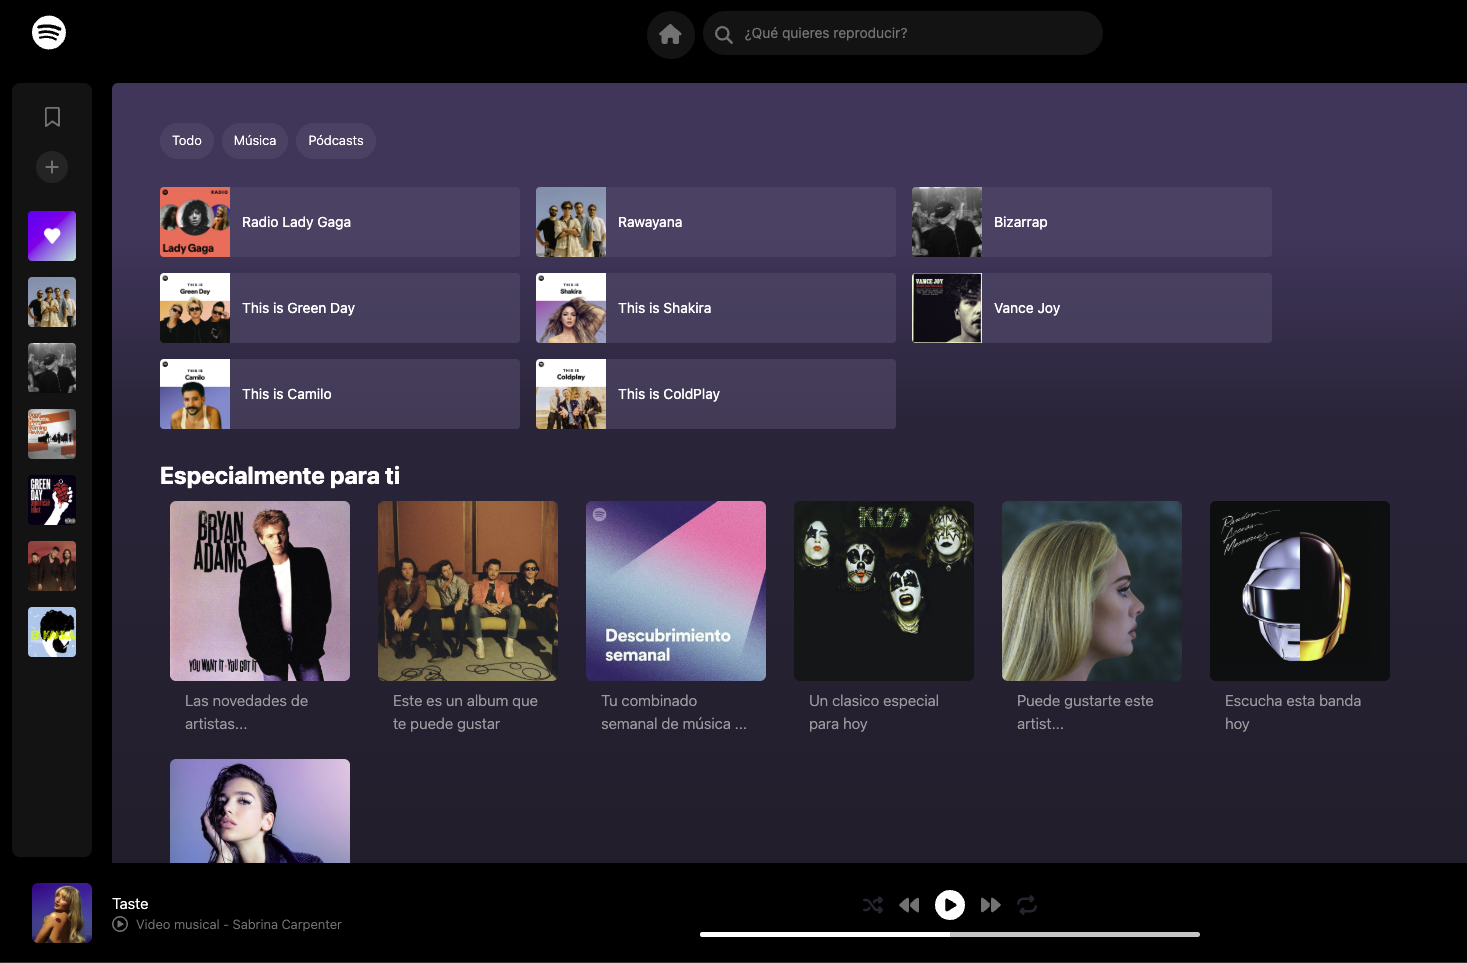 ¿Qué quieres reproducir?
Todo
Música
Pódcasts
RADIO
Lady Gaga
Radio Lady Gaga
Rawayana
Bizarrap
THIS IS
Green Day
This is Green Day
THIS IS
Shakira
This is Shakira
VANCE JOY
Vance Joy
THIS IS
Camilo
This is Camilo
THIS IS
Coldplay
This is ColdPlay
GREEN
DAY
american
idiot
Especialmente para ti
BRYAN
ADAMS
YOU WANT IT · YOU GOT IT
Las novedades de
artistas...
Este es un album que
te puede gustar
Descubrimiento
semanal
Tu combinado
semanal de música ...
KISS
Un clasico especial
para hoy
Puede gustarte este
artist...
Random
Access
Memories
Escucha esta banda
hoy
Taste
Video musical - Sabrina Carpenter